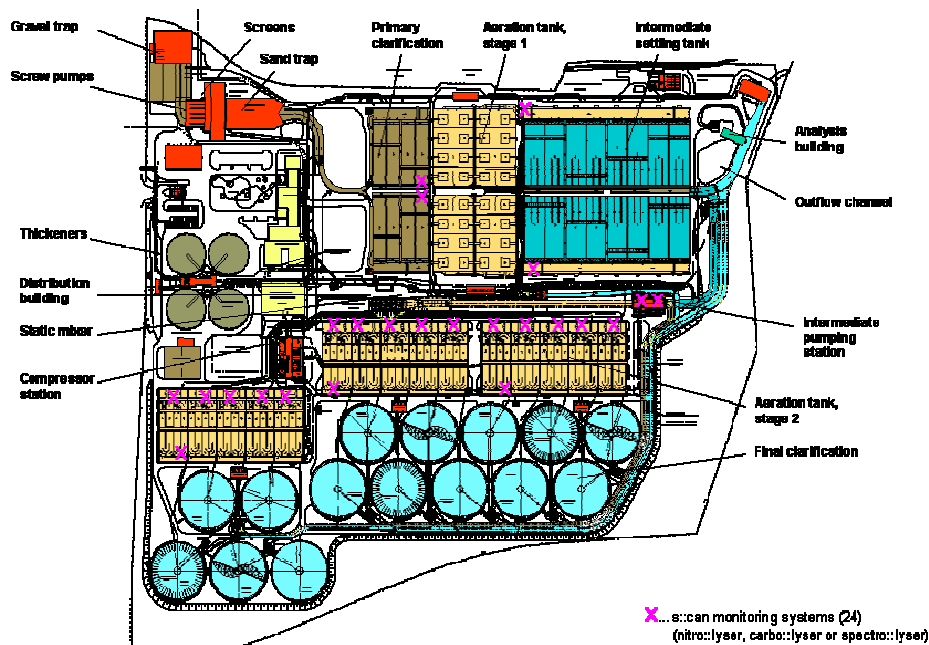 Graval trap
Screens
Primary
clarification
Aeration tank,
stage 1
Intermediate
settling tank
Sand trap
Screw pumps
Analysis
building
Outflow channel
Thickeners
Distribution
building
Static mixer
Intermediate
pumping
station
Compressor
station
Aeration tank,
stage 2
Final clarification
X... s::can monitoring systems (24)
(nitro::lyser, carbo::lyser or spectro::lyser)